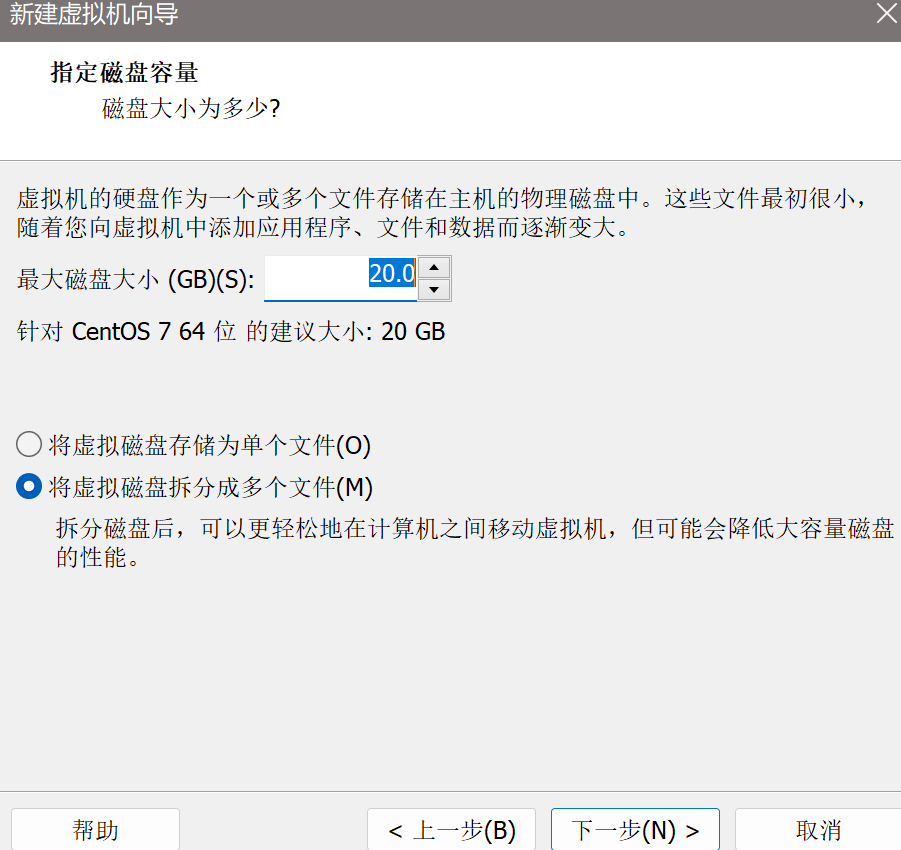 新建虚拟机向导
指定磁盘容量
磁盘大小为多少?
虚拟机的硬盘作为一个或多个文件存储在主机的物理磁盘中。这些文件最初很小，
随着您向虚拟机中添加应用程序、文件和数据而逐渐变大。
最大磁盘大小 (GB)(S): 20.0
针对 CentOS 7 64 位 的建议大小: 20 GB
将虚拟磁盘存储为单个文件(O)
将虚拟磁盘拆分成多个文件(M)
拆分磁盘后，可以更轻松地在计算机之间移动虚拟机，但可能会降低大容量磁盘
的性能。
帮助 < 上一步(B) 下一步(N) > 取消